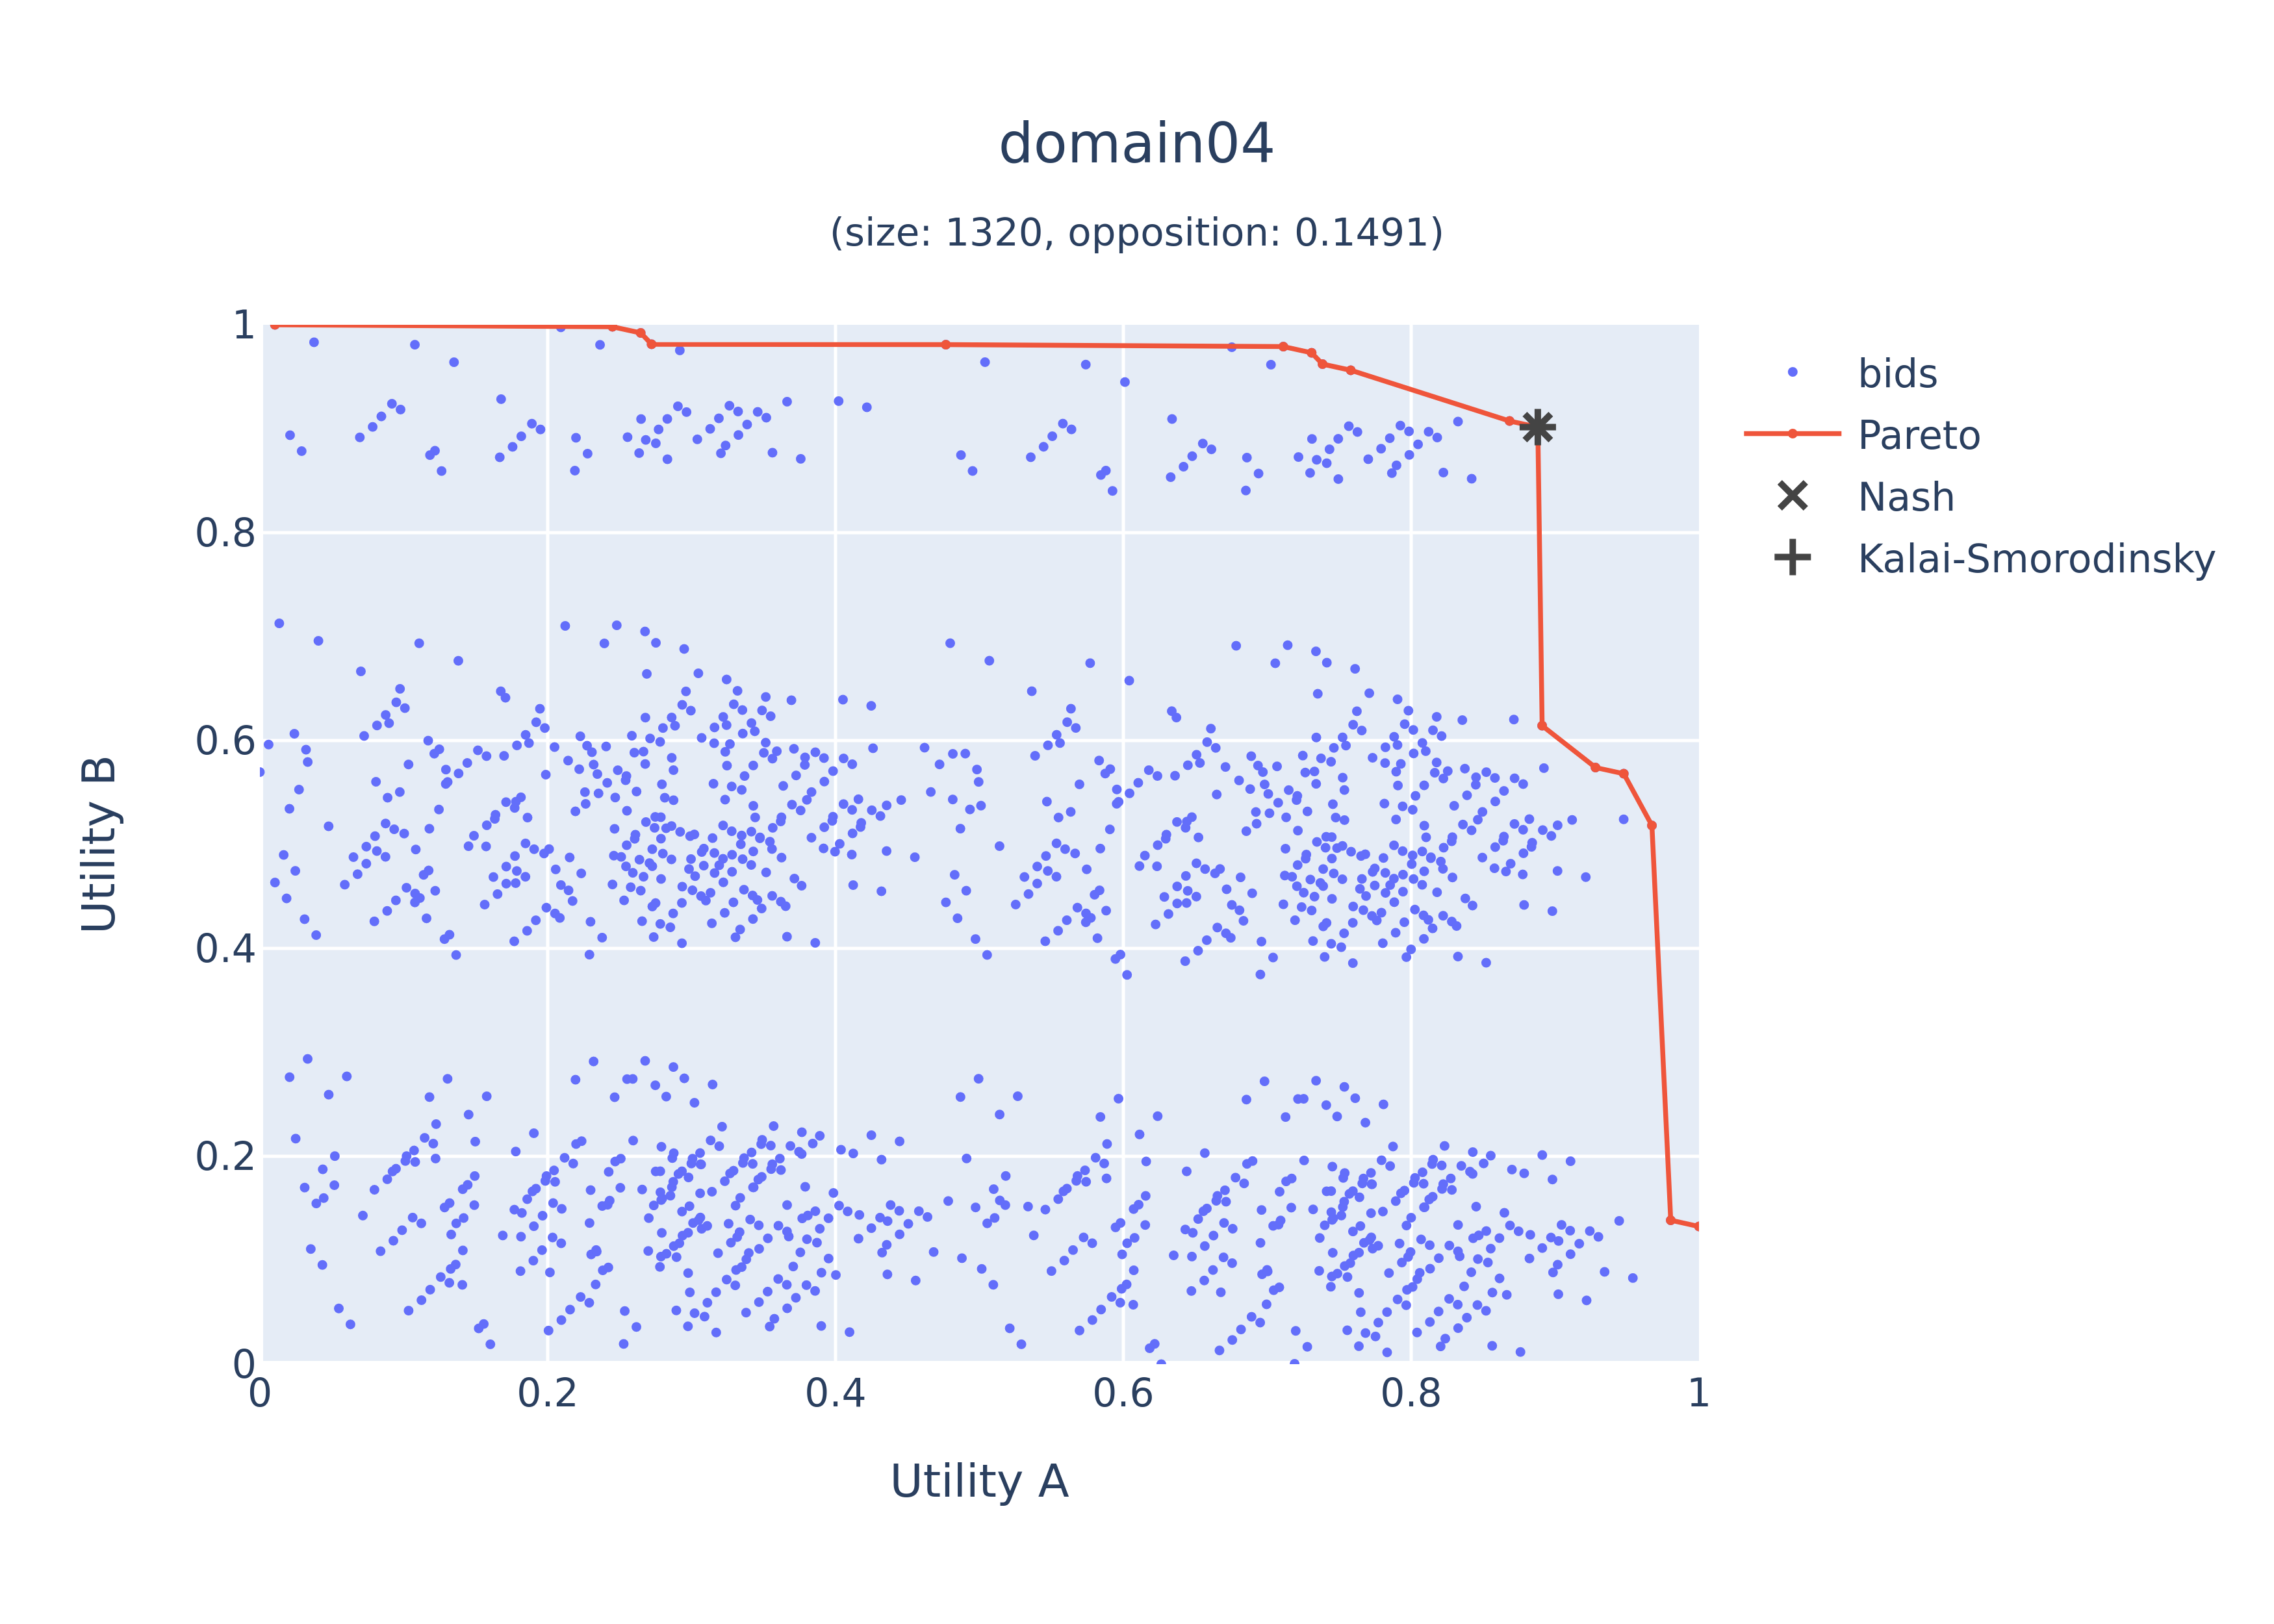 domain04
(size: 1320, opposition: 0.1491)
1
0.8
0.6
0.4
0.2
0
0
0.2
0.4
0.6
0.8
1
Utility A
Utility B
bids
Pareto
Nash
Kalai-Smorodinsky